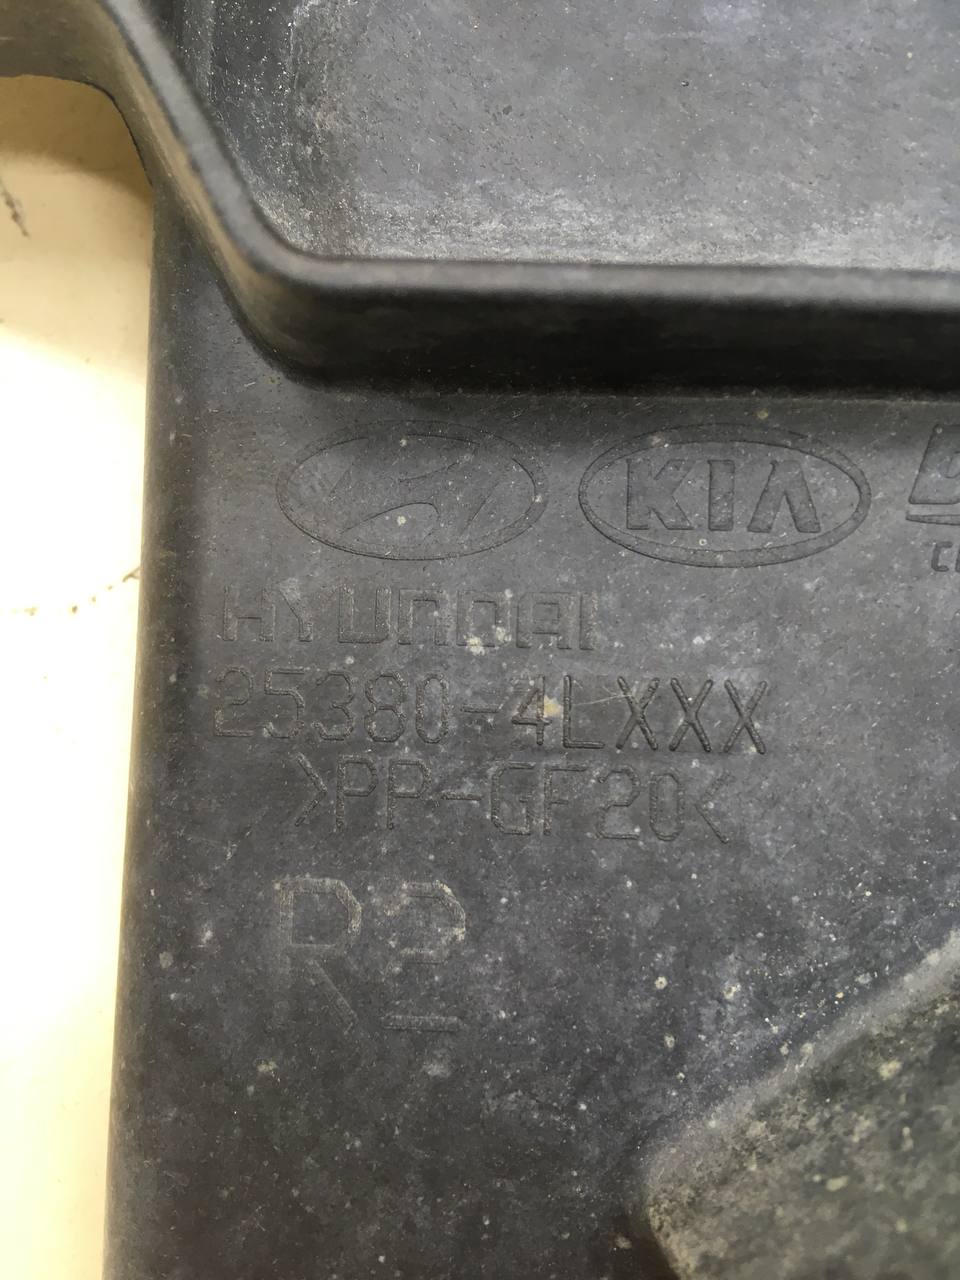 KIA
HYUNDAI
25380-4LXXX
>PP-GF20<
R2